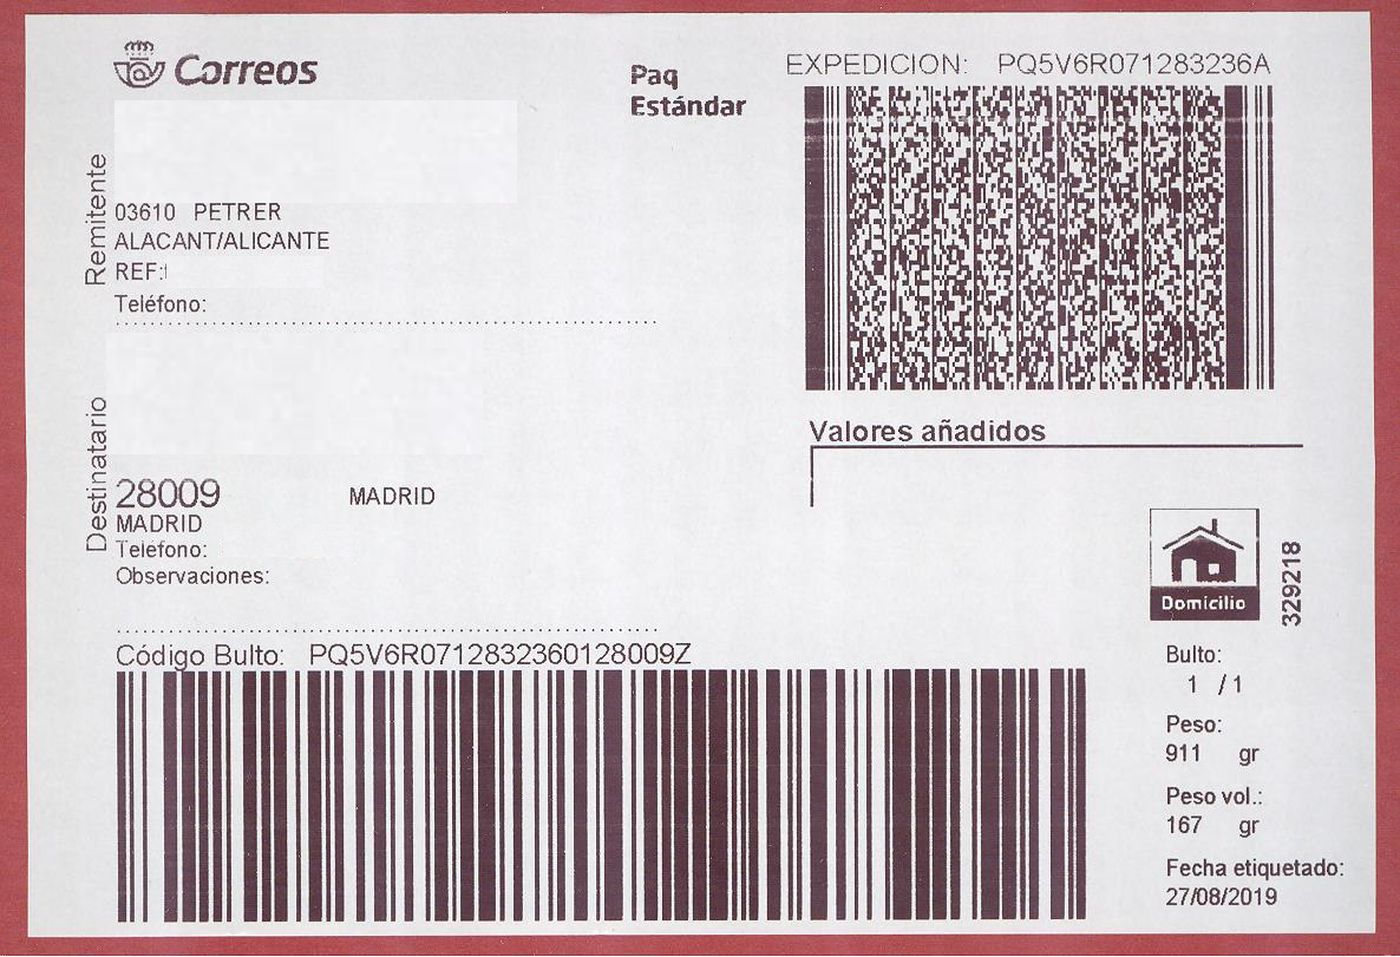 Correos
Paq
Estándar
EXPEDICION: PQ5V6R071283236A
Remitente
03610 PETRER
ALACANT/ALICANTE
REF:
Teléfono:
Destinatario
28009 MADRID
MADRID
Teléfono:
Observaciones:
Valores añadidos
Domicilio
329218
Código Bulto: PQ5V6R0712832360128009Z
Bulto:
1 / 1
Peso:
911 gr
Peso vol.:
167 gr
Fecha etiquetado:
27/08/2019